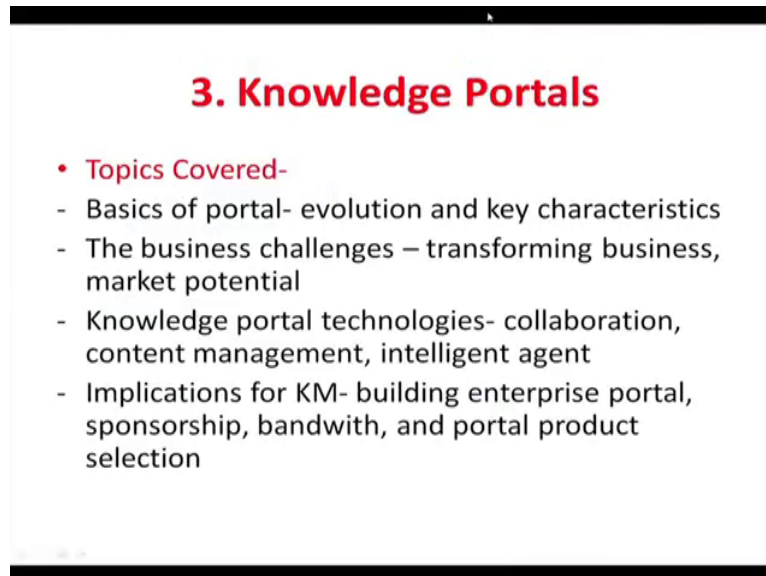 3. Knowledge Portals
• Topics Covered-
- Basics of portal- evolution and key characteristics
- The business challenges – transforming business,
market potential
- Knowledge portal technologies- collaboration,
content management, intelligent agent
- Implications for KM- building enterprise portal,
sponsorship, bandwith, and portal product
selection